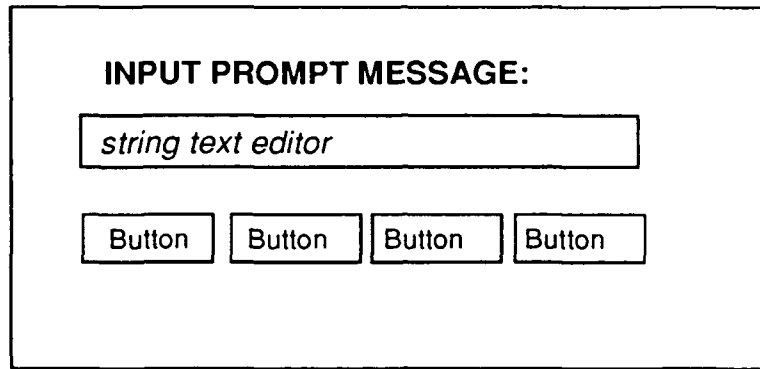 INPUT PROMPT MESSAGE:
string text editor
Button Button Button Button